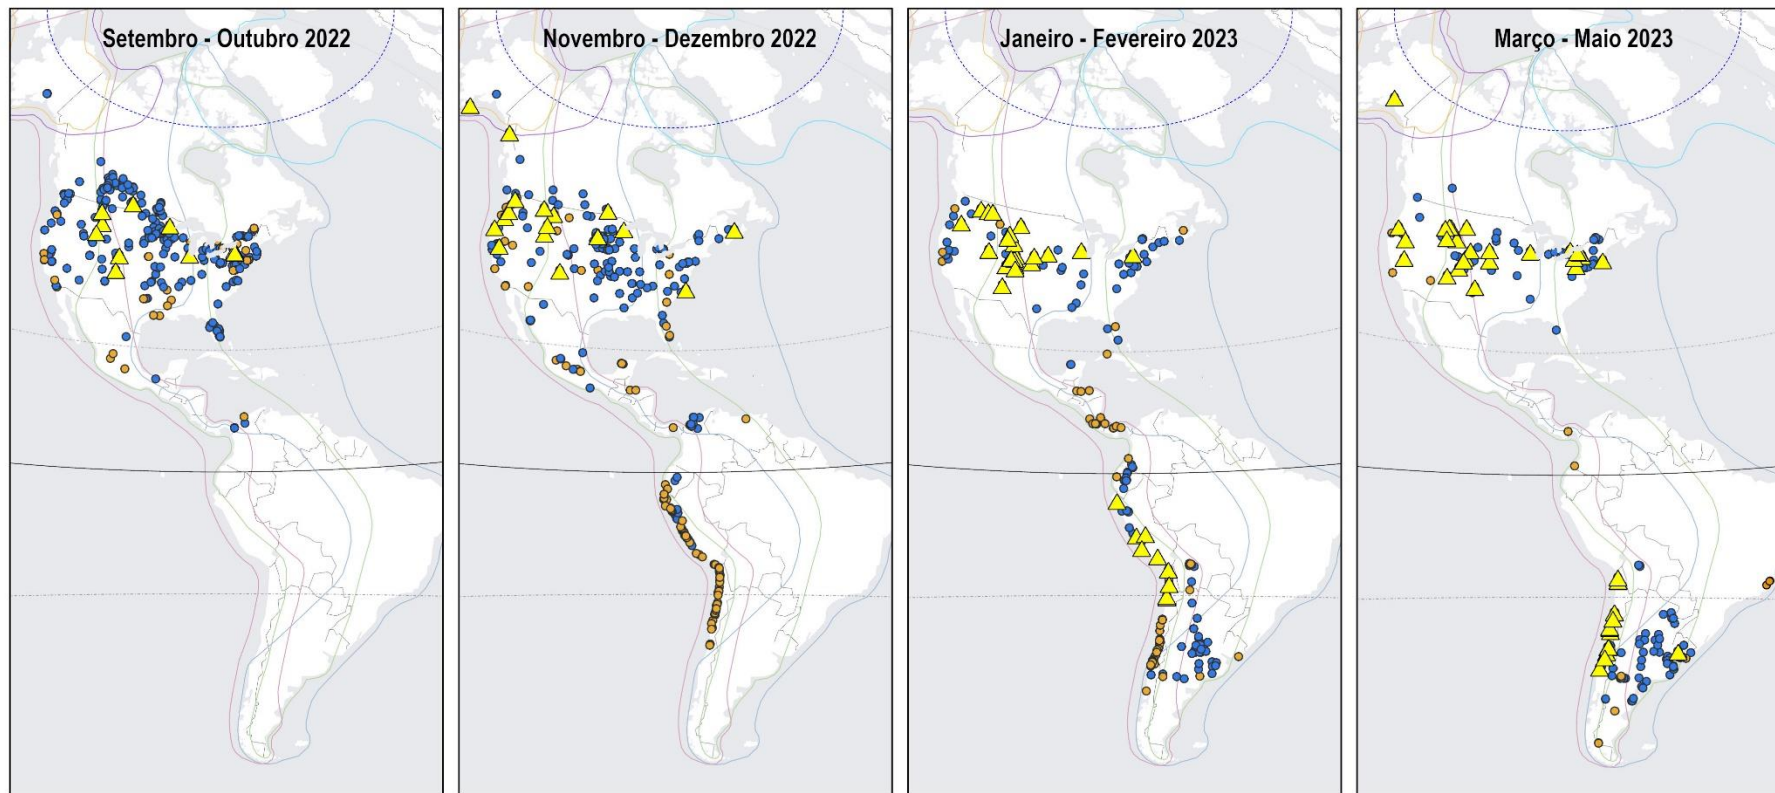 Setembro - Outubro 2022
Novembro - Dezembro 2022
Janeiro - Fevereiro 2023
Março - Maio 2023